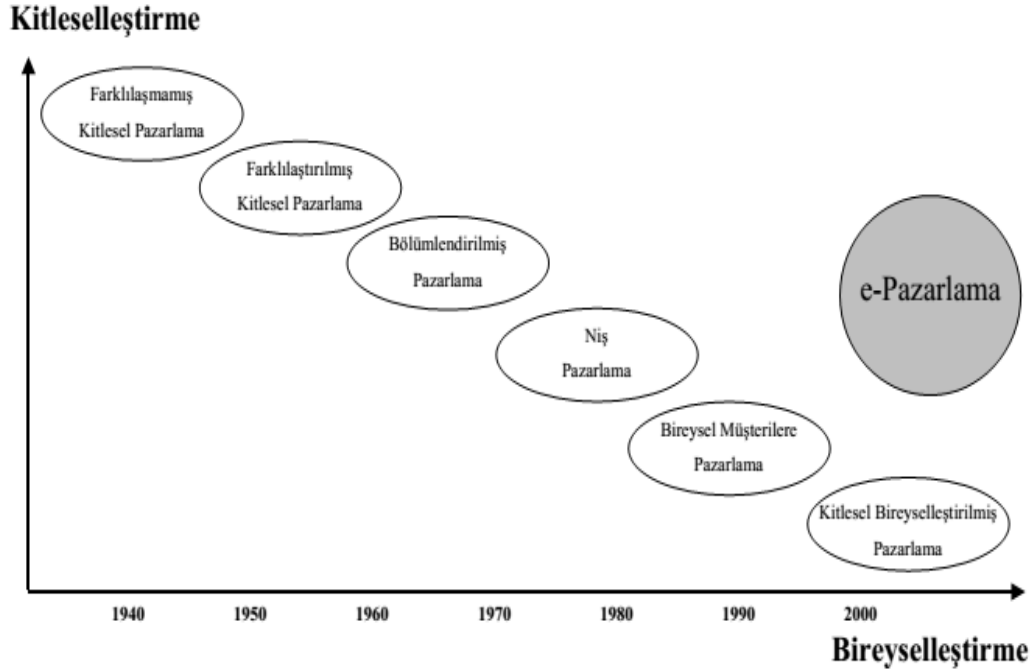 Kitleselleştirme
Farklılaşmamış
Kitlesel Pazarlama
Farklılaştırılmış
Kitlesel Pazarlama
Bölümlendirilmiş
Pazarlama
e-Pazarlama
Niş
Pazarlama
Bireysel Müşterilere
Pazarlama
Kitlesel Bireyselleştirilmiş
Pazarlama
1940 1950 1960 1970 1980 1990 2000
Bireyselleştirme